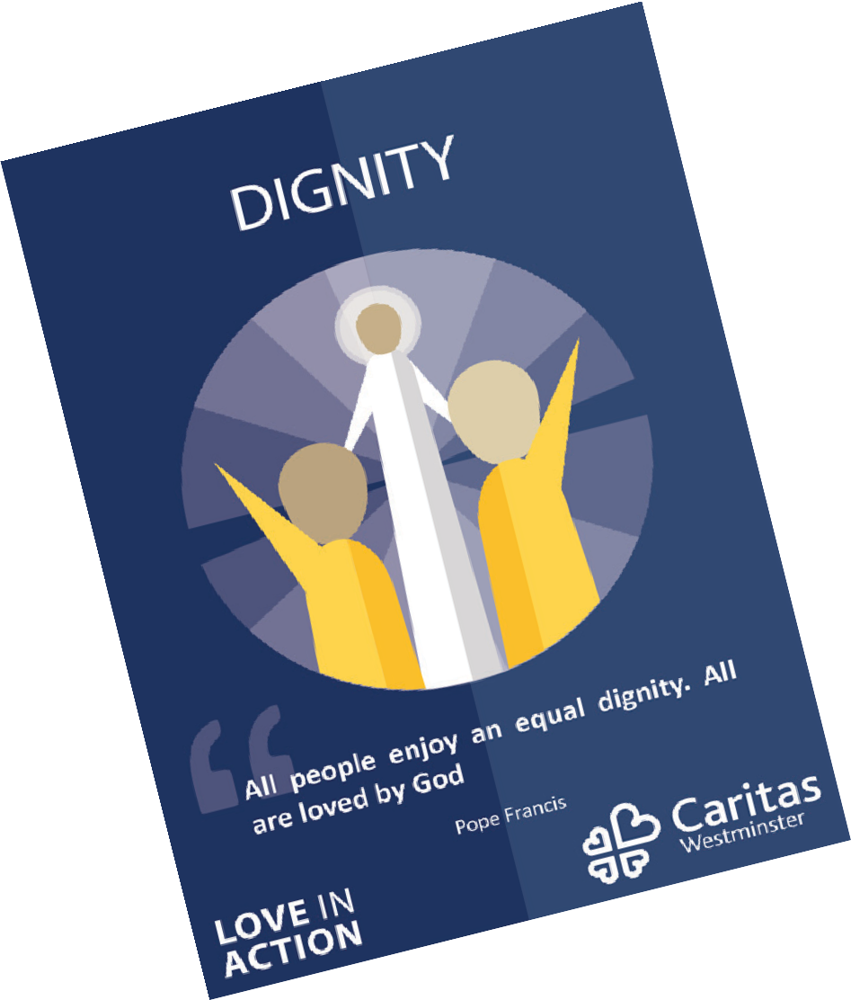 DIGNITY
“
All people enjoy an equal dignity. All
are loved by God
Pope Francis
Caritas
Westminster
LOVE IN
ACTION